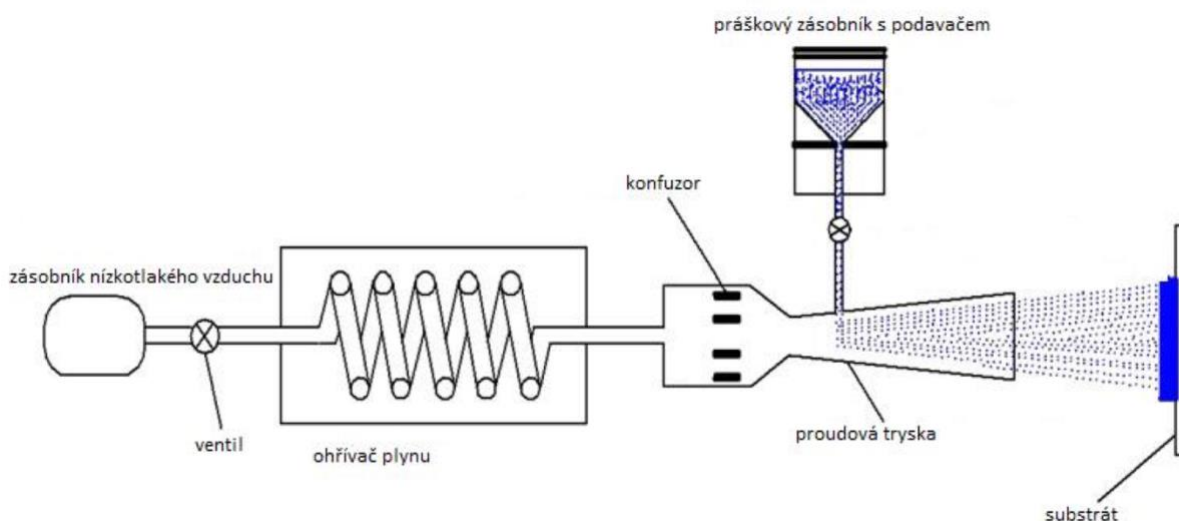 práškový zásobník s podavačem
konfuzor
zásobník nízkotlakého vzduchu
ventil
ohřívač plynu
proudová tryska
substrát